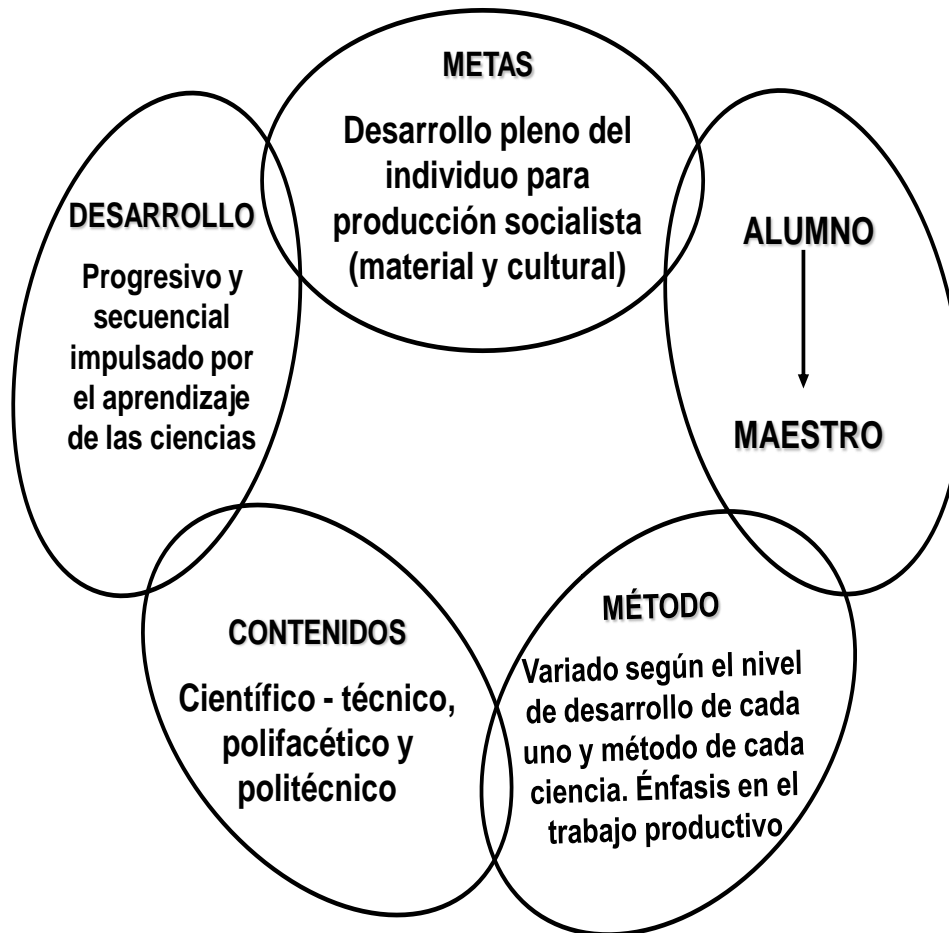 METAS
Desarrollo pleno del
individuo para
producción socialista
(material y cultural)
DESARROLLO
Progresivo y
secuencial
impulsado por
el aprendizaje
de las ciencias
ALUMNO
MAESTRO
CONTENIDOS
Científico - técnico,
polifacético y
politécnico
MÉTODO
Variado según el nivel
de desarrollo de cada
uno y método de cada
ciencia. Énfasis en el
trabajo productivo